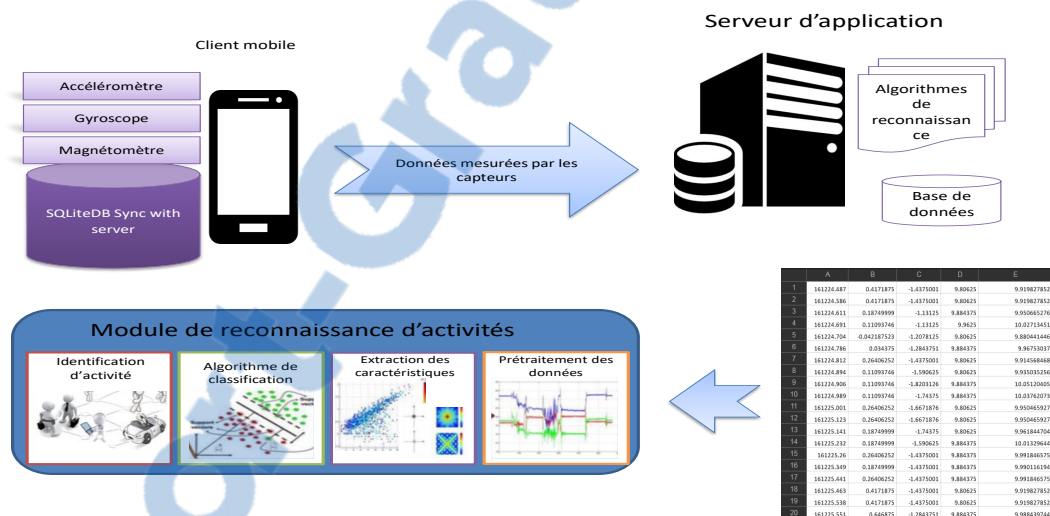 Serveur d’application
Client mobile
Accéléromètre
Gyroscope
Magnétomètre
SQLiteDB Sync with
server
Données mesurées par les
capteurs
Algorithmes
de
reconnaissan
ce
Base de
données
Module de reconnaissance d’activités
Identification
d’activité
Algorithme de
classification
Extraction des
caractéristiques
Prétraitement des
données
A B C D E
1 161224.487 0.4171875 -1.4375001 9.80625 9.919827852
2 161224.586 0.4171875 -1.4375001 9.80625 9.919827852
3 161224.611 0.18749999 -1.13125 9.884375 9.950665276
4 161224.691 0.11093746 -1.13125 9.9625 10.02713451
5 161224.704 -0.042187523 -1.2078125 9.80625 9.880441446
6 161224.786 0.034375 -1.2843751 9.884375 9.96753037
7 161224.812 0.26406252 -1.4375001 9.80625 9.914568468
8 161224.894 0.11093746 -1.590625 9.80625 9.935035256
9 161224.906 0.11093746 -1.8203126 9.884375 10.05120405
10 161224.989 0.11093746 -1.74375 9.884375 10.03762073
11 161225.001 0.26406252 -1.6671876 9.80625 9.950465927
12 161225.123 0.26406252 -1.6671876 9.80625 9.950465927
13 161225.141 0.18749999 -1.74375 9.80625 9.961844704
14 161225.232 0.18749999 -1.590625 9.884375 10.01329644
15 161225.26 0.26406252 -1.4375001 9.884375 9.991846575
16 161225.349 0.18749999 -1.4375001 9.884375 9.990116194
17 161225.441 0.26406252 -1.4375001 9.884375 9.991846575
18 161225.463 0.4171875 -1.4375001 9.80625 9.919827852
19 161225.538 0.4171875 -1.4375001 9.80625 9.919827852
20 161225.551 0.646875 -1.2843751 9.884375 9.988439744